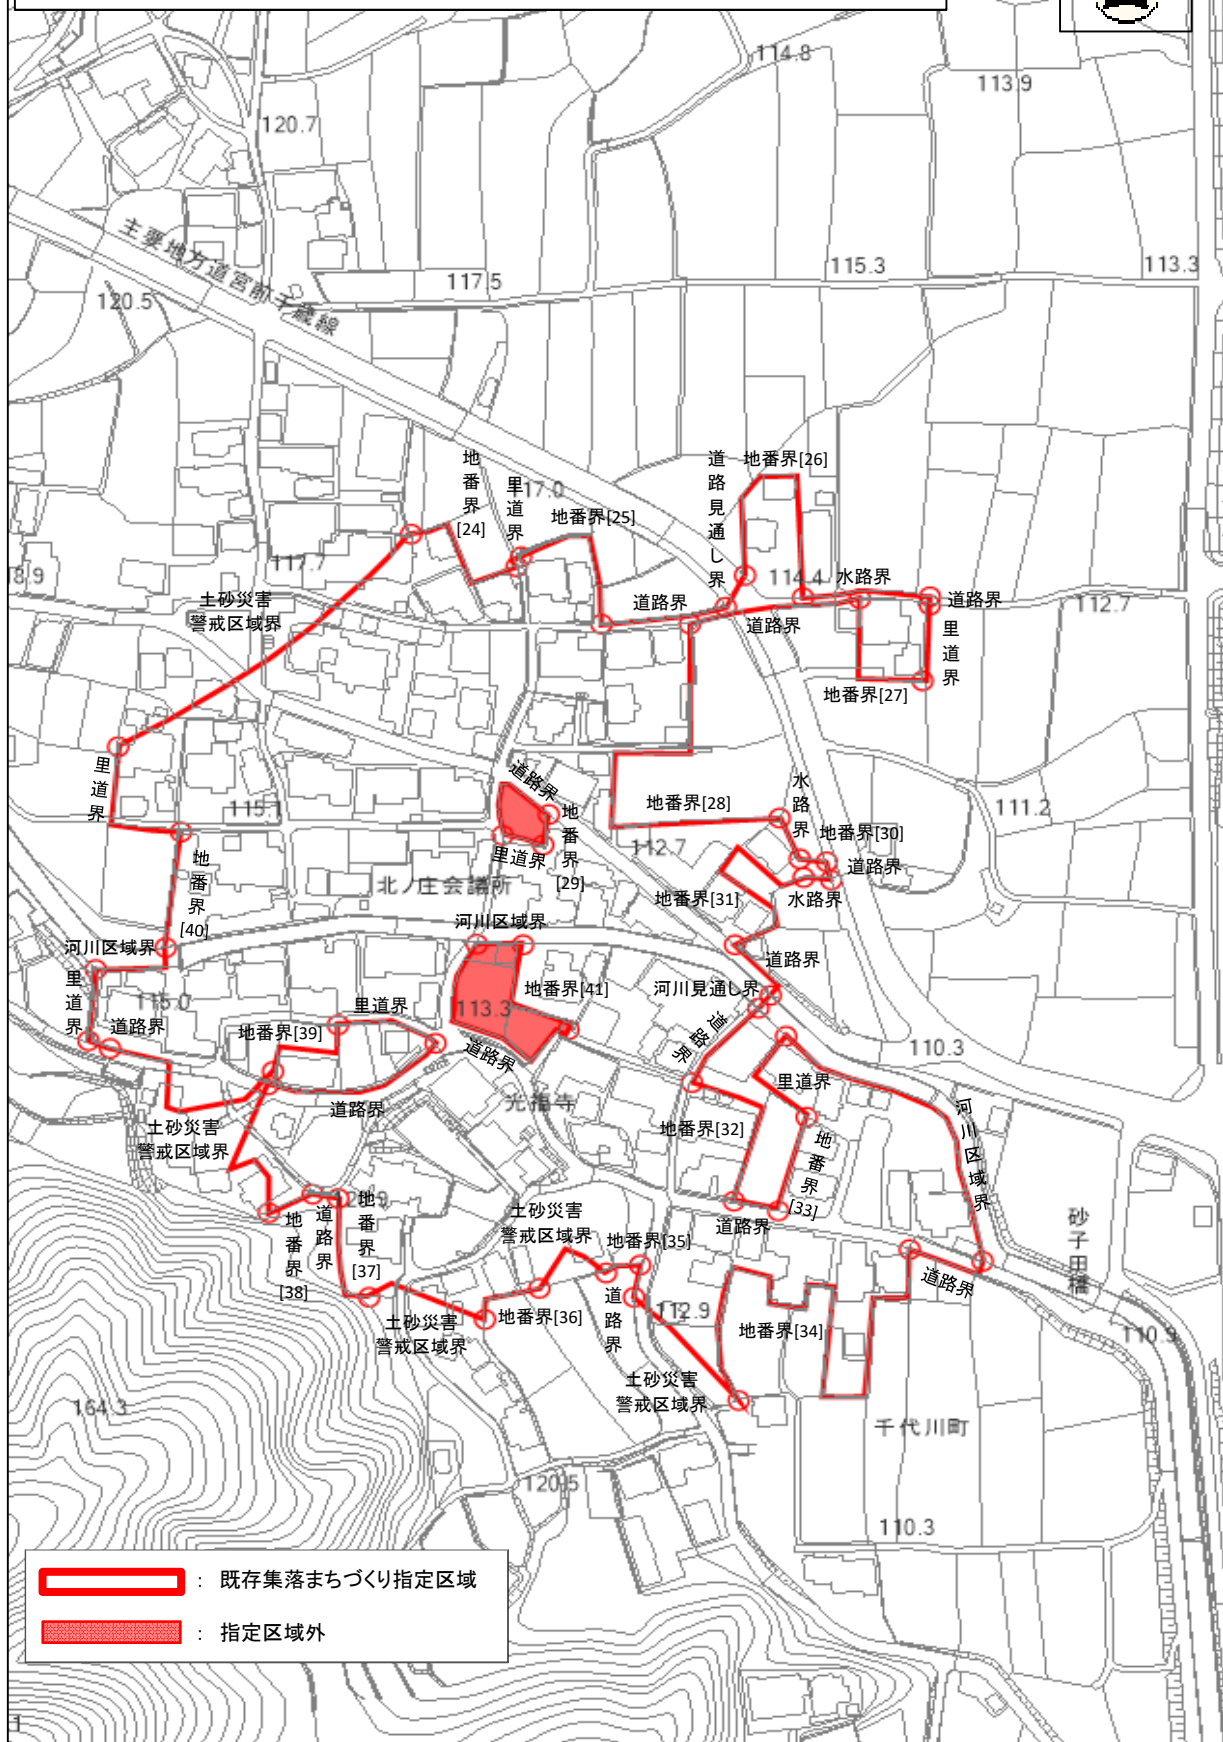 114.8
113.9
120.7
主要地方道宮前千歳線
115.3
113.3
117.5
120.5
地番界
[24]
里道界
117.0
地番界[25]
道路見通し界
地番界[26]
117.7
土砂災害
警戒区域界
道路界
114.4
水路界
道路界
道路界
112.7
里道界
地番界[27]
里道界
115.1
道路界
地番界
[29]
里道界
地番界[28]
水路界
111.2
112.7
地番界[30]
道路界
水路界
地番界[31]
北ノ庄会議所
地番界
[40]
河川区域界
河川区域界
道路界
里道界
115.0
道路界
里道界
地番界[39]
113.3
地番界[41]
道路界
河川見通し界
道路界
110.3
里道界
道路界
光福寺
土砂災害
警戒区域界
地番界[32]
地番界
[33]
河川区域界
道路界
地番界
[38]
道路界
地番界
[37]
土砂災害
警戒区域界
地番界[35]
砂子田橋
道路界
地番界[36]
土砂災害
警戒区域界
道路界
112.9
地番界[34]
110.9
土砂災害
警戒区域界
164.3
千代川町
120.5
110.3
： 既存集落まちづくり指定区域
： 指定区域外